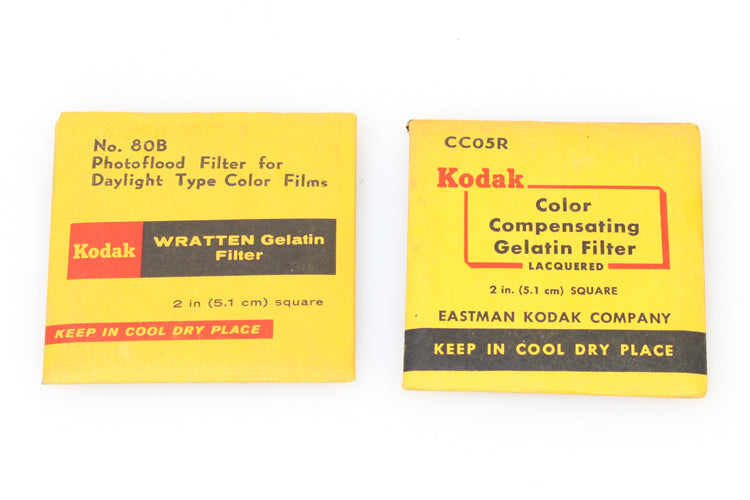 No. 80B
Photoflood Filter for
Daylight Type Color Films
Kodak
WRATTEN Gelatin
Filter
2 in (5.1 cm) square
KEEP IN COOL DRY PLACE
CC05R
Kodak
Color
Compensating
Gelatin Filter
LACQUERED
2 in. (5.1 cm) SQUARE
EASTMAN KODAK COMPANY
KEEP IN COOL DRY PLACE